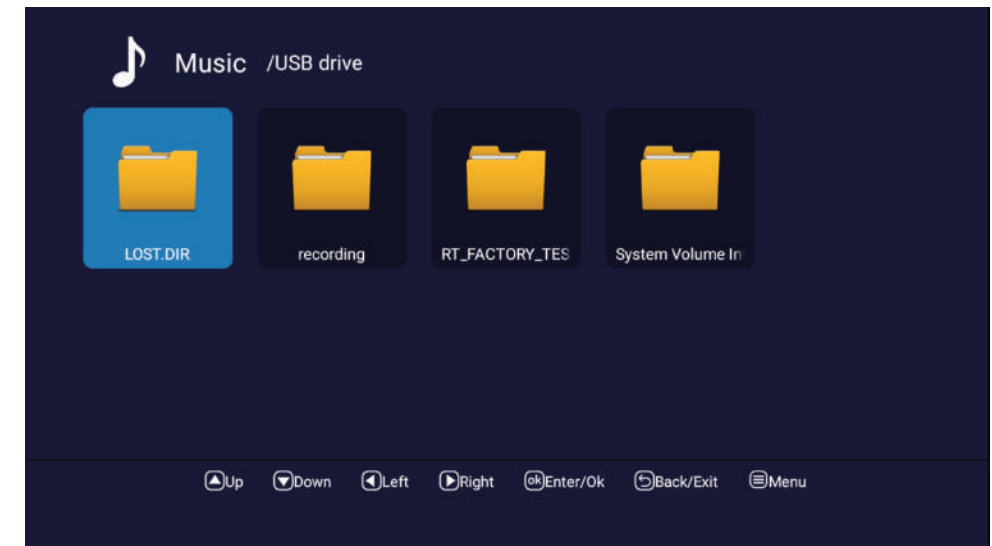 Music /USB drive
LOST.DIR recording RT_FACTORY_TES System Volume In
Up Down Left Right ok Enter/Ok Back/Exit Menu